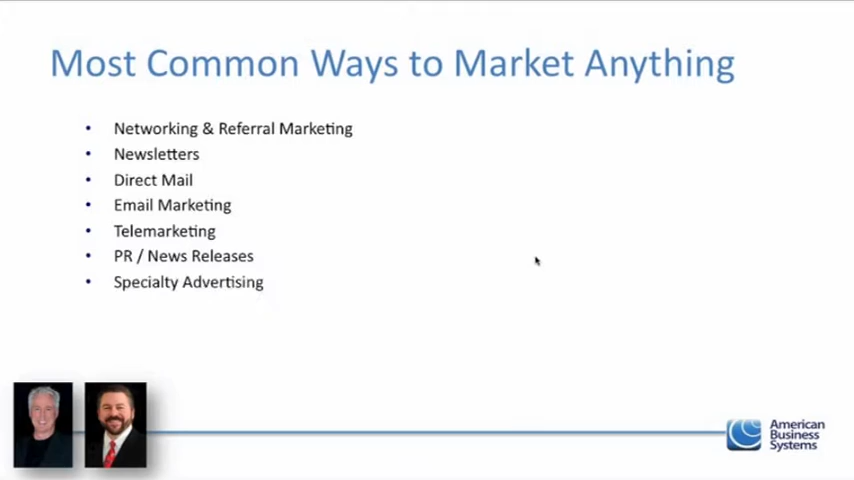 Most Common Ways to Market Anything
• Networking & Referral Marketing
• Newsletters
• Direct Mail
• Email Marketing
• Telemarketing
• PR / News Releases
• Specialty Advertising
American
Business
Systems